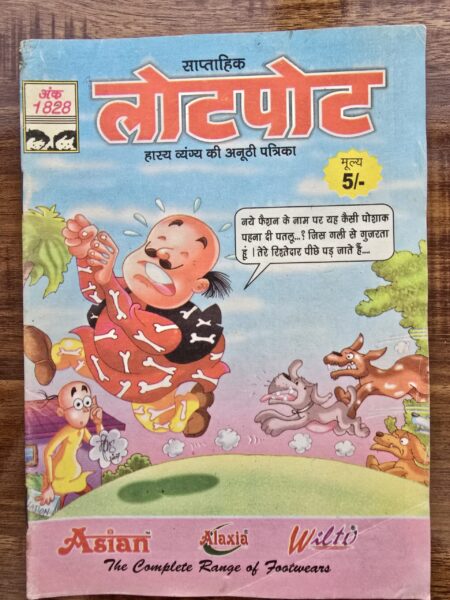 साप्ताहिक
अंक
1828
लोटपोट
हास्य व्यंग्य की अनूठी पत्रिका
मूल्य
5/-
नये फैशन के नाम पर यह कैसी पोशाक
पहना दी पतलू...? जिस गली से गुजरता
हूं । तेरे रिश्तेदार पीछे पड़ जाते हैं....
Asian
Alaxia
Wilto
The Complete Range of Footwears